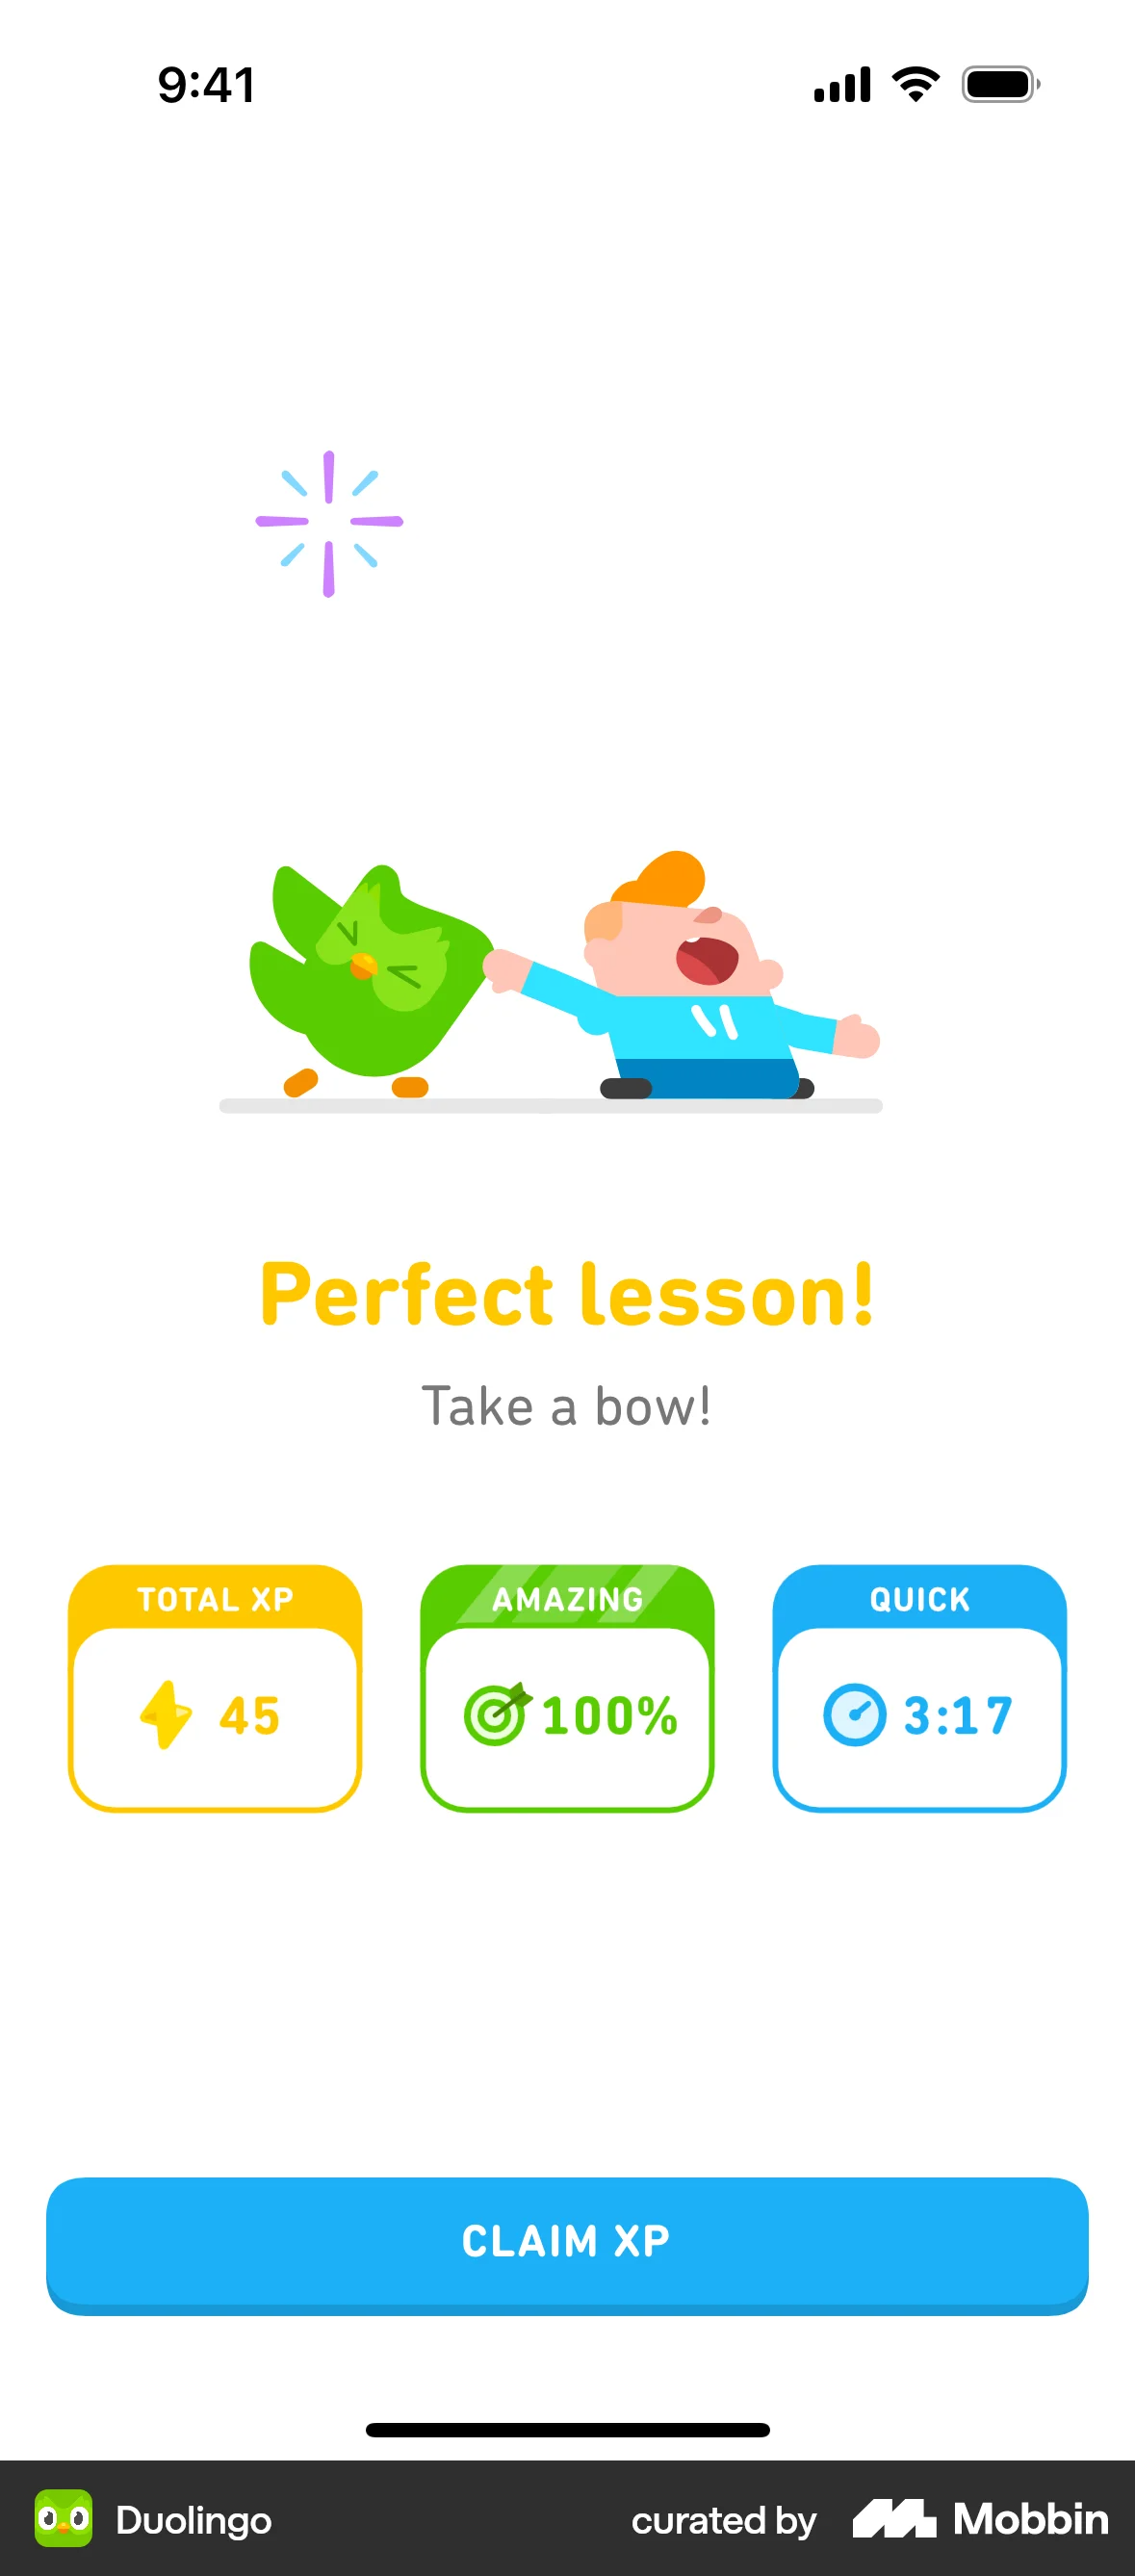 9:41
Perfect lesson!
Take a bow!
TOTAL XP
45
AMAZING
100%
QUICK
3:17
CLAIM XP
Duolingo
curated by Mobbin